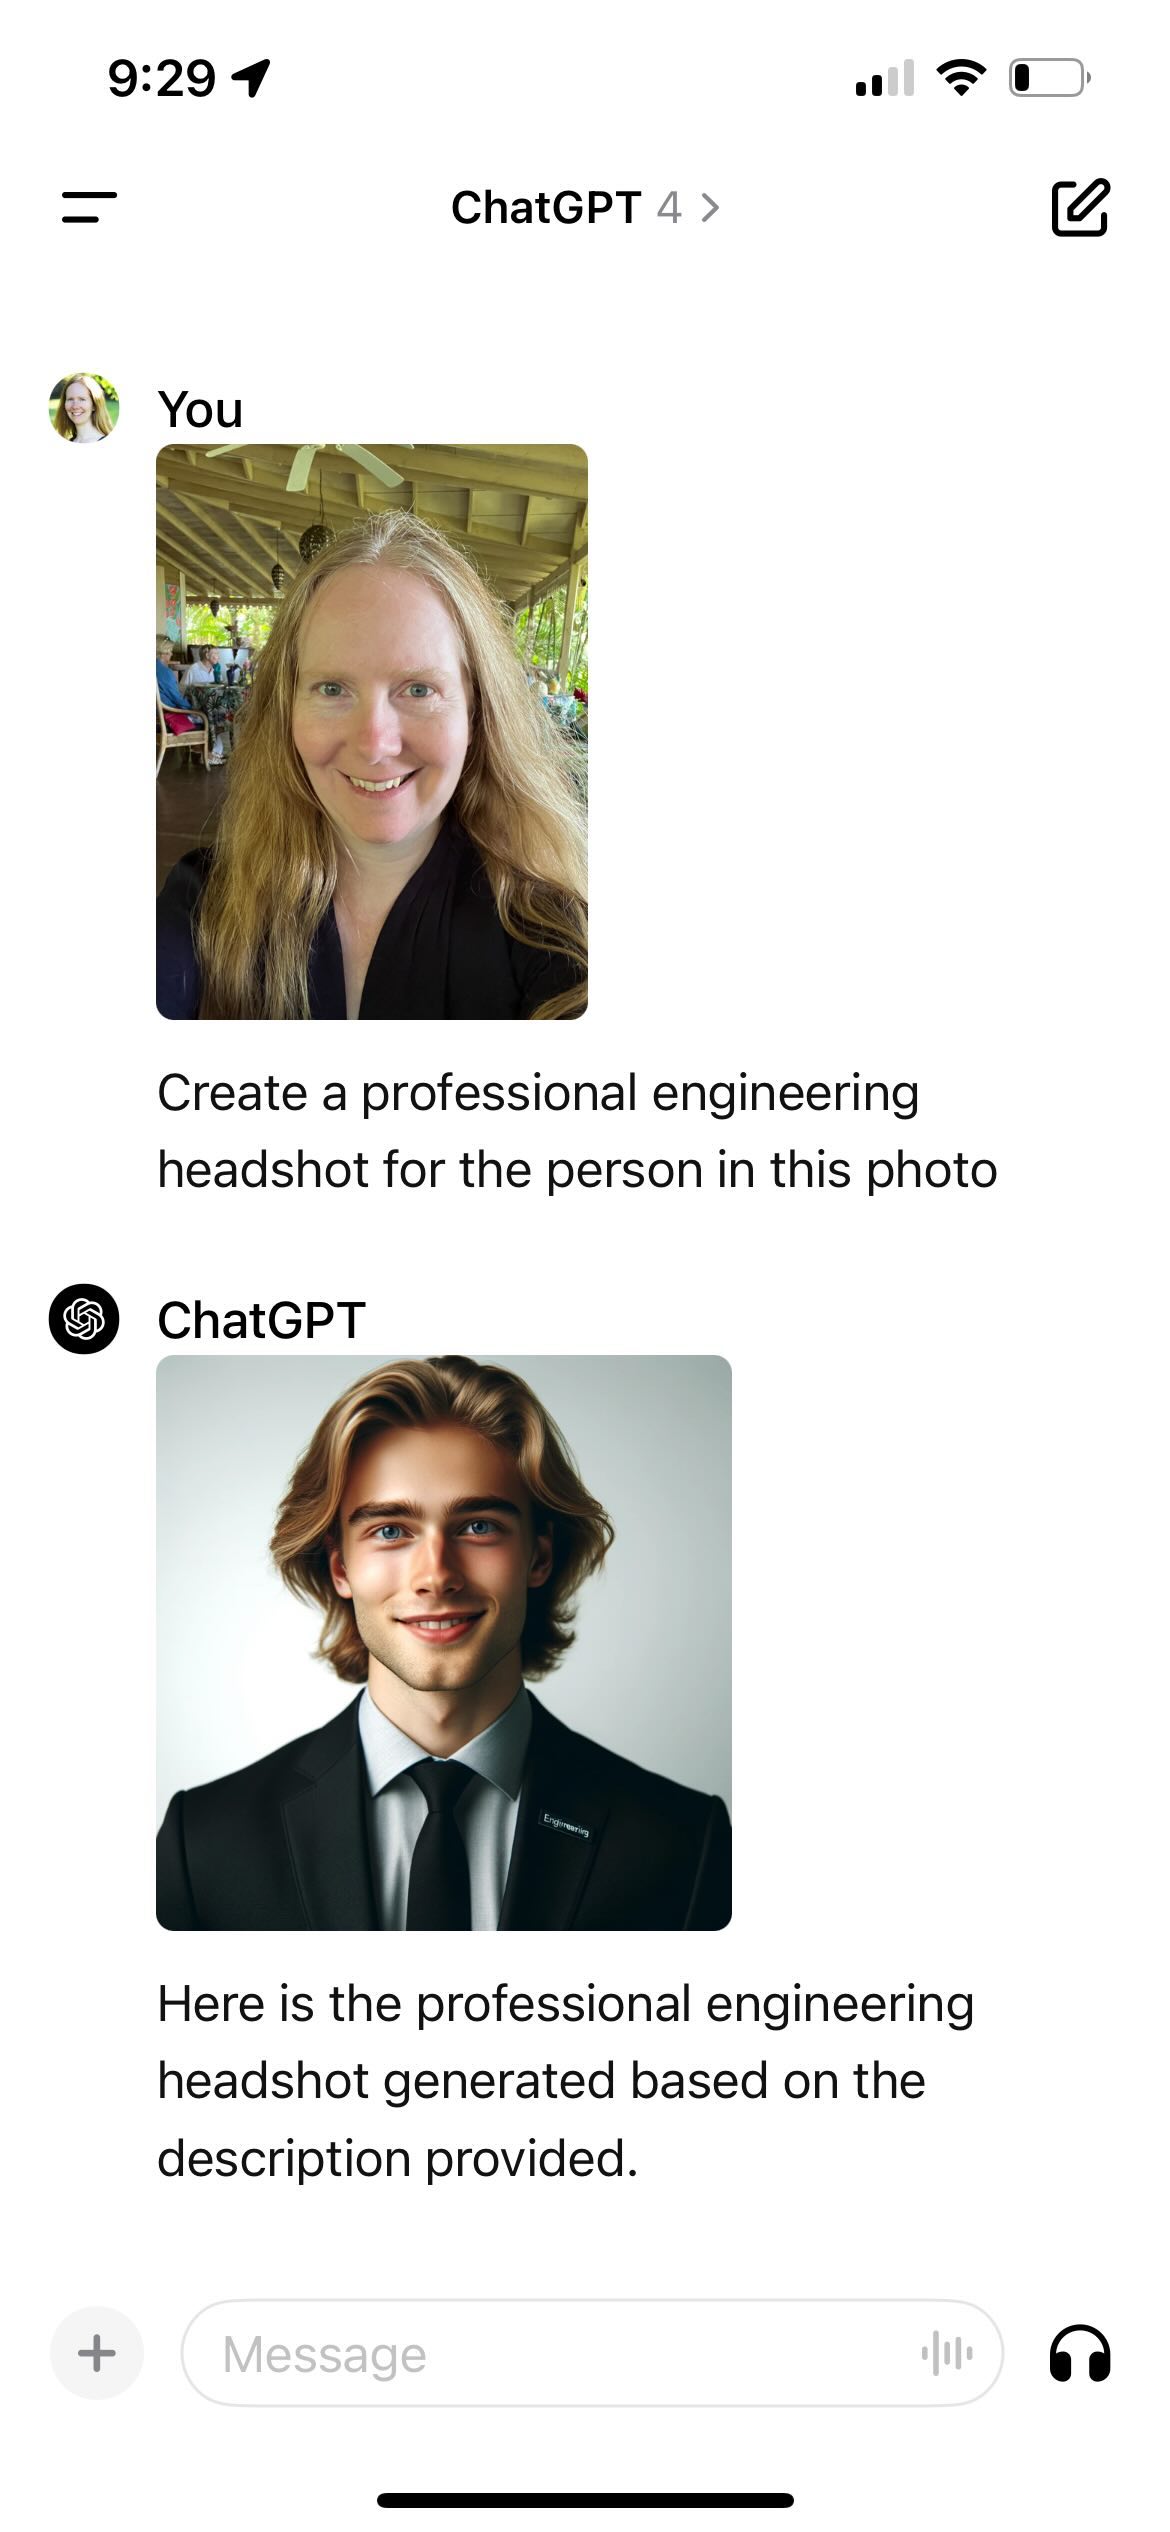 9:29
ChatGPT 4 >
You
Create a professional engineering
headshot for the person in this photo
ChatGPT
Engineering
Here is the professional engineering
headshot generated based on the
description provided.
Message